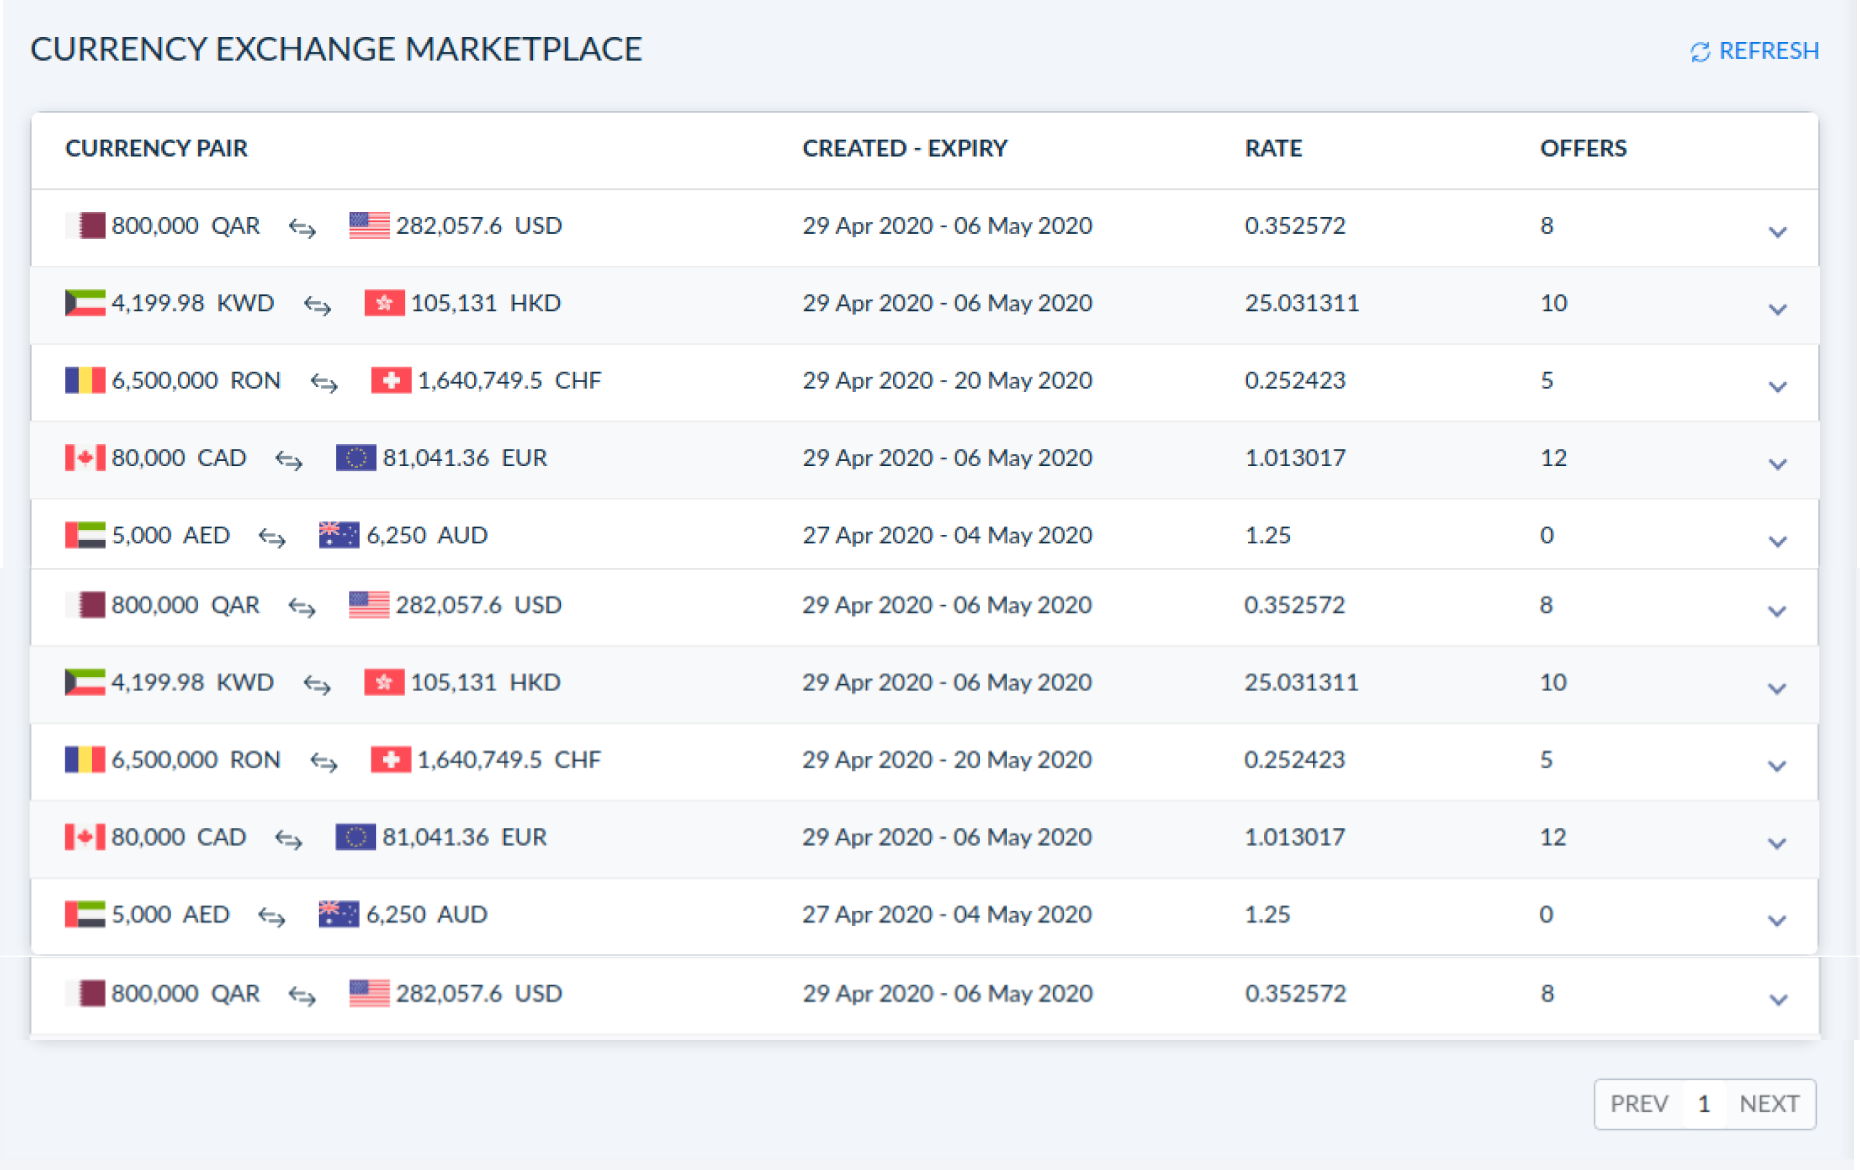 CURRENCY EXCHANGE MARKETPLACE REFRESH
CURRENCY PAIR CREATED - EXPIRY RATE OFFERS
800,000 QAR 282,057.6 USD 29 Apr 2020 - 06 May 2020 0.352572 8
4,199.98 KWD 105,131 HKD 29 Apr 2020 - 06 May 2020 25.031311 10
6,500,000 RON 1,640,749.5 CHF 29 Apr 2020 - 20 May 2020 0.252423 5
80,000 CAD 81,041.36 EUR 29 Apr 2020 - 06 May 2020 1.013017 12
5,000 AED 6,250 AUD 27 Apr 2020 - 04 May 2020 1.25 0
800,000 QAR 282,057.6 USD 29 Apr 2020 - 06 May 2020 0.352572 8
4,199.98 KWD 105,131 HKD 29 Apr 2020 - 06 May 2020 25.031311 10
6,500,000 RON 1,640,749.5 CHF 29 Apr 2020 - 20 May 2020 0.252423 5
80,000 CAD 81,041.36 EUR 29 Apr 2020 - 06 May 2020 1.013017 12
5,000 AED 6,250 AUD 27 Apr 2020 - 04 May 2020 1.25 0
800,000 QAR 282,057.6 USD 29 Apr 2020 - 06 May 2020 0.352572 8
PREV 1 NEXT